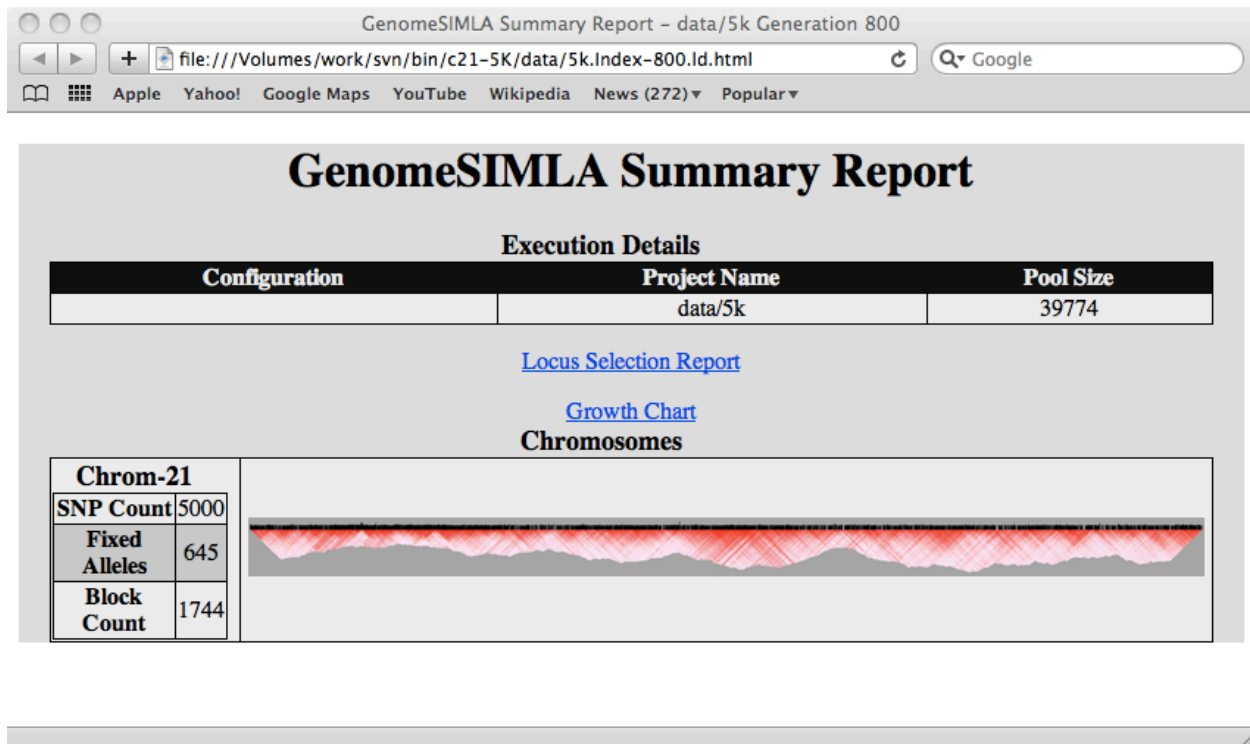 GenomeSIMLA Summary Report – data/5k Generation 800
file:///Volumes/work/svn/bin/c21-5K/data/5k.Index-800.ld.html
Google
Apple Yahoo! Google Maps YouTube Wikipedia News (272) Popular
GenomeSIMLA Summary Report
Execution Details
Configuration Project Name Pool Size
data/5k 39774
Locus Selection Report
Growth Chart
Chromosomes
Chrom-21
SNP Count 5000
Fixed
Alleles 645
Block
Count 1744